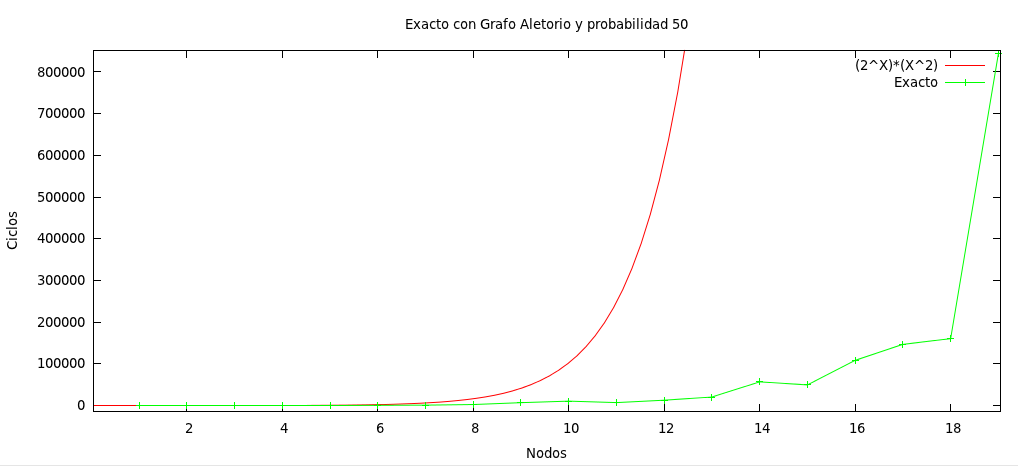 Exacto con Grafo Aletorio y probabilidad 50
(2^X)*(X^2)
Exacto
800000
700000
600000
500000
400000
300000
200000
100000
0
Ciclos
2 4 6 8 10 12 14 16 18
Nodos